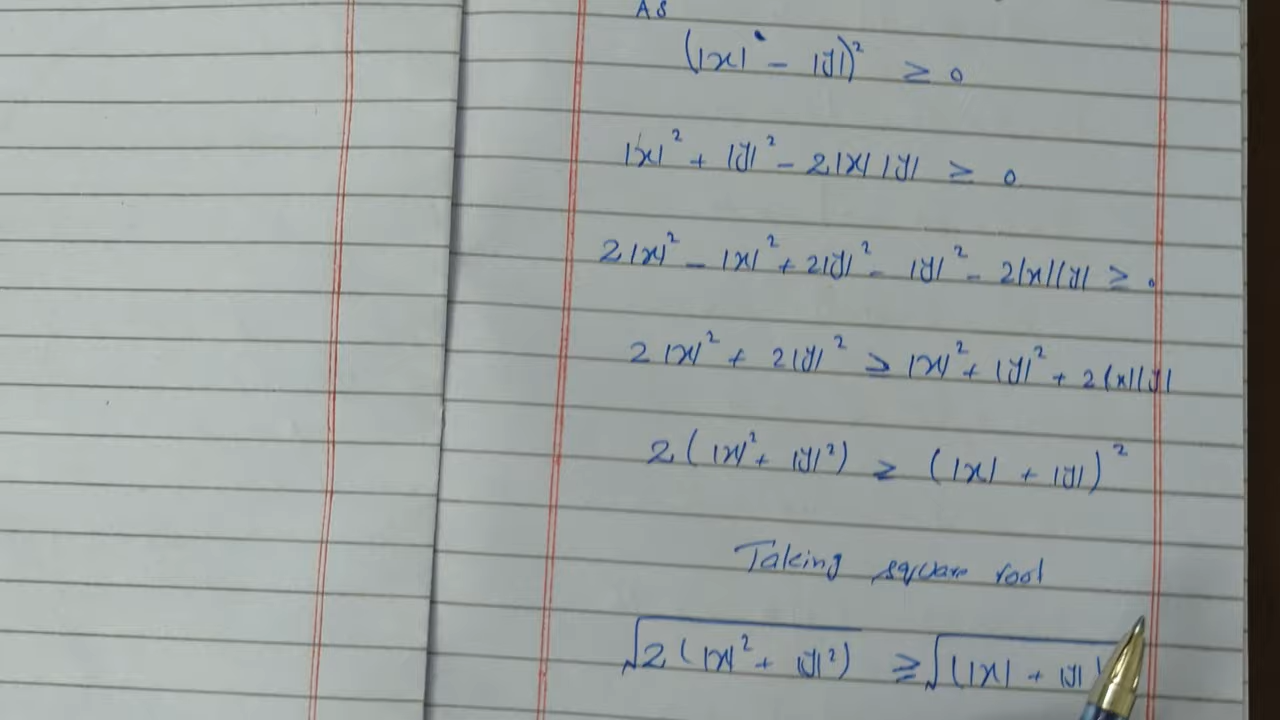 As
(|x| - |y|)² ≥ 0
|x|² + |y|² - 2|x| |y| ≥ 0
2|x|² - |x|² + 2|y|² - |y|² - 2|x||y| ≥ 0
2|x|² + 2|y|² ≥ |x|² + |y|² + 2|x||y|
2(|x|² + |y|²) ≥ (|x| + |y|)²
Taking square root
√2(|x|² + |y|²) ≥ √(|x| + |y|)